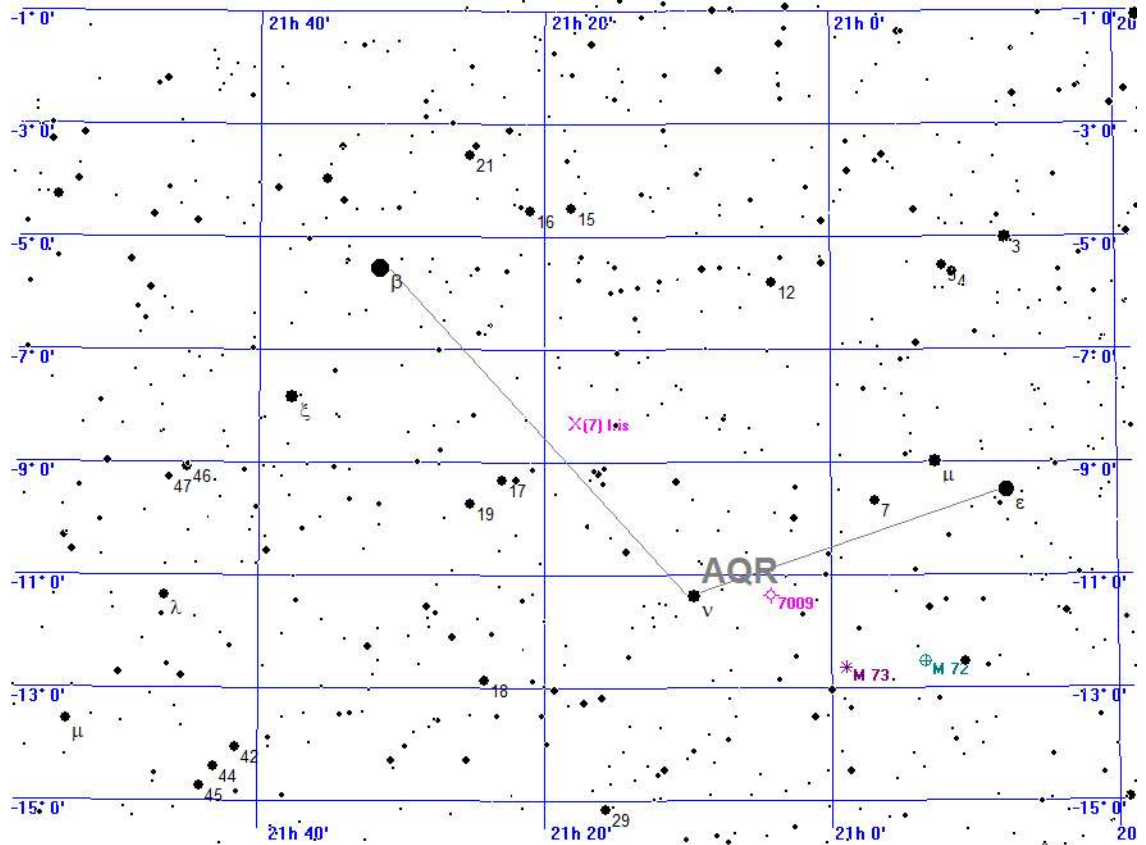 -1° 0' 21h 40' 21h 20' 21h 0' -1° 0' 20
-3° 0' -3° 0'
21
16 15
-5° 0' -5° 0'
3
β 12 5 4
-7° 0' -7° 0'
ξ
(7) Iris
-9° 0' -9° 0'
47 46 17 μ
19 7 ε
-11° 0' AQR -11° 0'
λ ν 7009
M 73 M 72
-13° 0' 18 -13° 0'
μ
42
44
45
-15° 0' -15° 0'
29
21h 40' 21h 20' 21h 0' 20